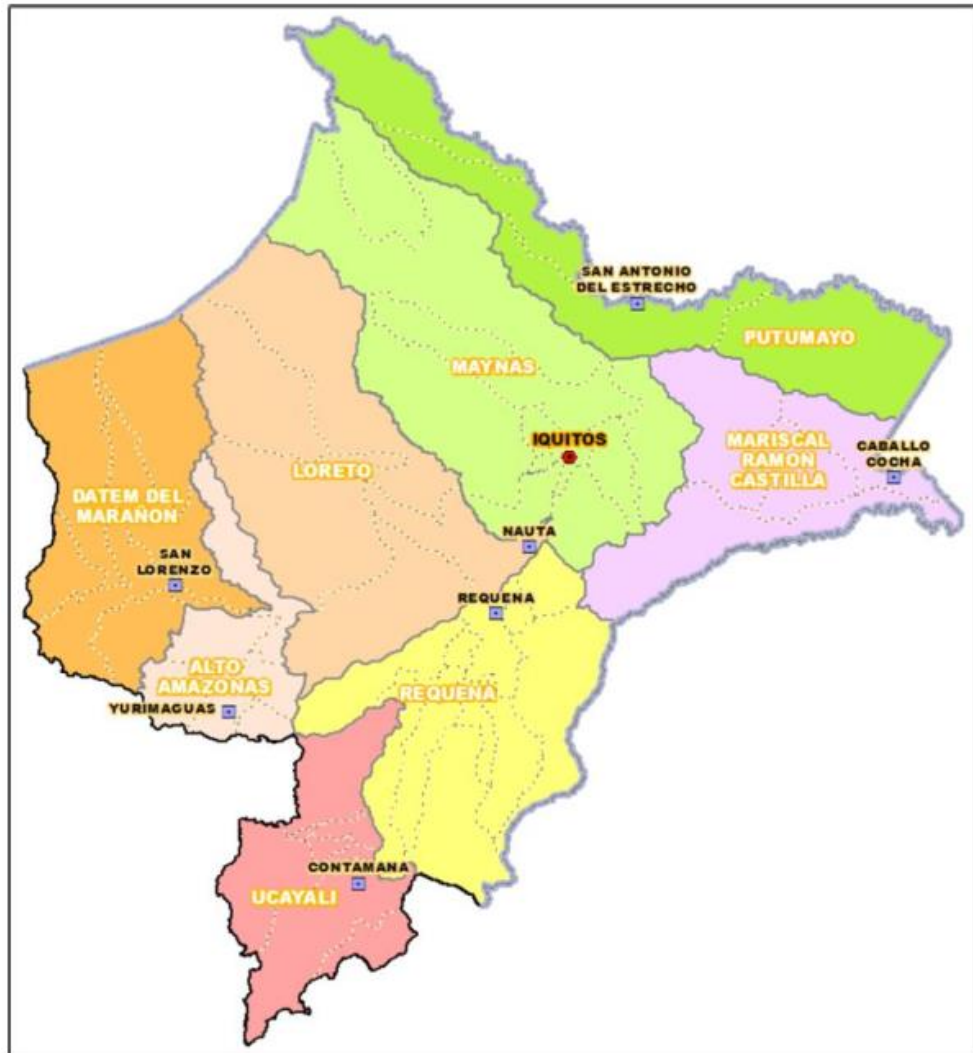 SAN ANTONIO
DEL ESTRECHO
PUTUMAYO
MAYNAS
IQUITOS
MARISCAL
RAMON
CASTILLA
CABALLO
COCHA
LORETO
DATEM DEL
MARAÑON
NAUTA
SAN
LORENZO
REQUENA
ALTO
AMAZONAS
REQUENA
YURIMAGUAS
CONTAMANA
UCAYALI